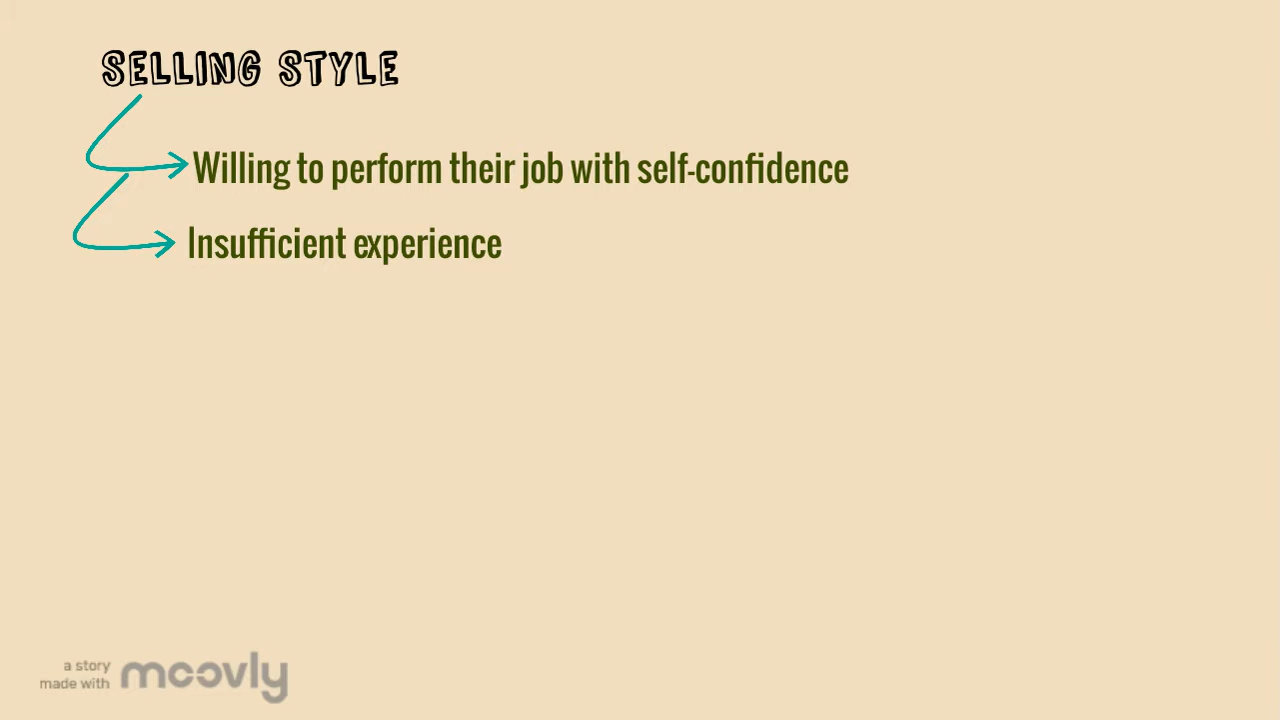 SELLING STYLE
Willing to perform their job with self-confidence
Insufficient experience
a story
made with moovly